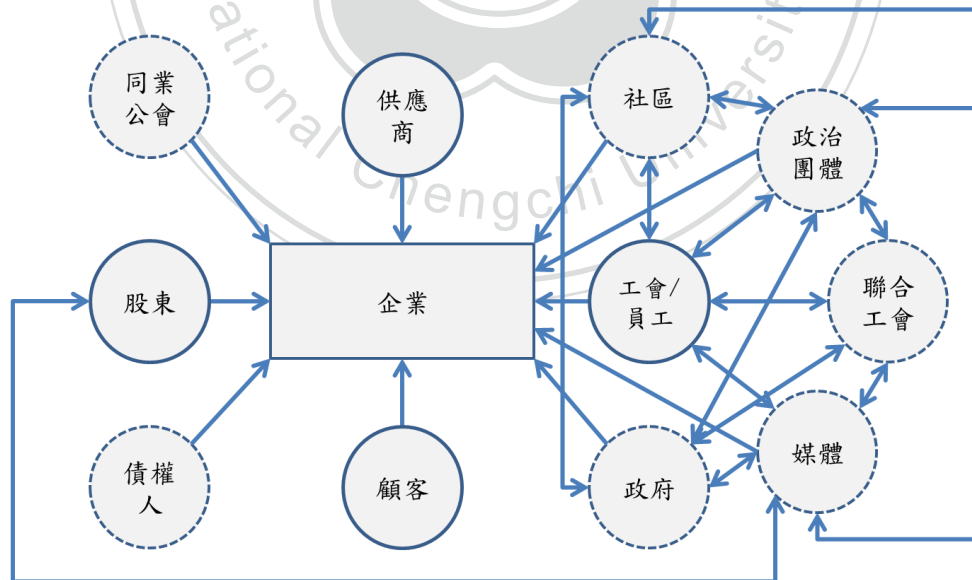 同業
公會
供應
商
社區
政治
團體
股東
企業
工會/
員工
聯合
工會
債權
人
顧客
政府
媒體
ational Chengchi Universit